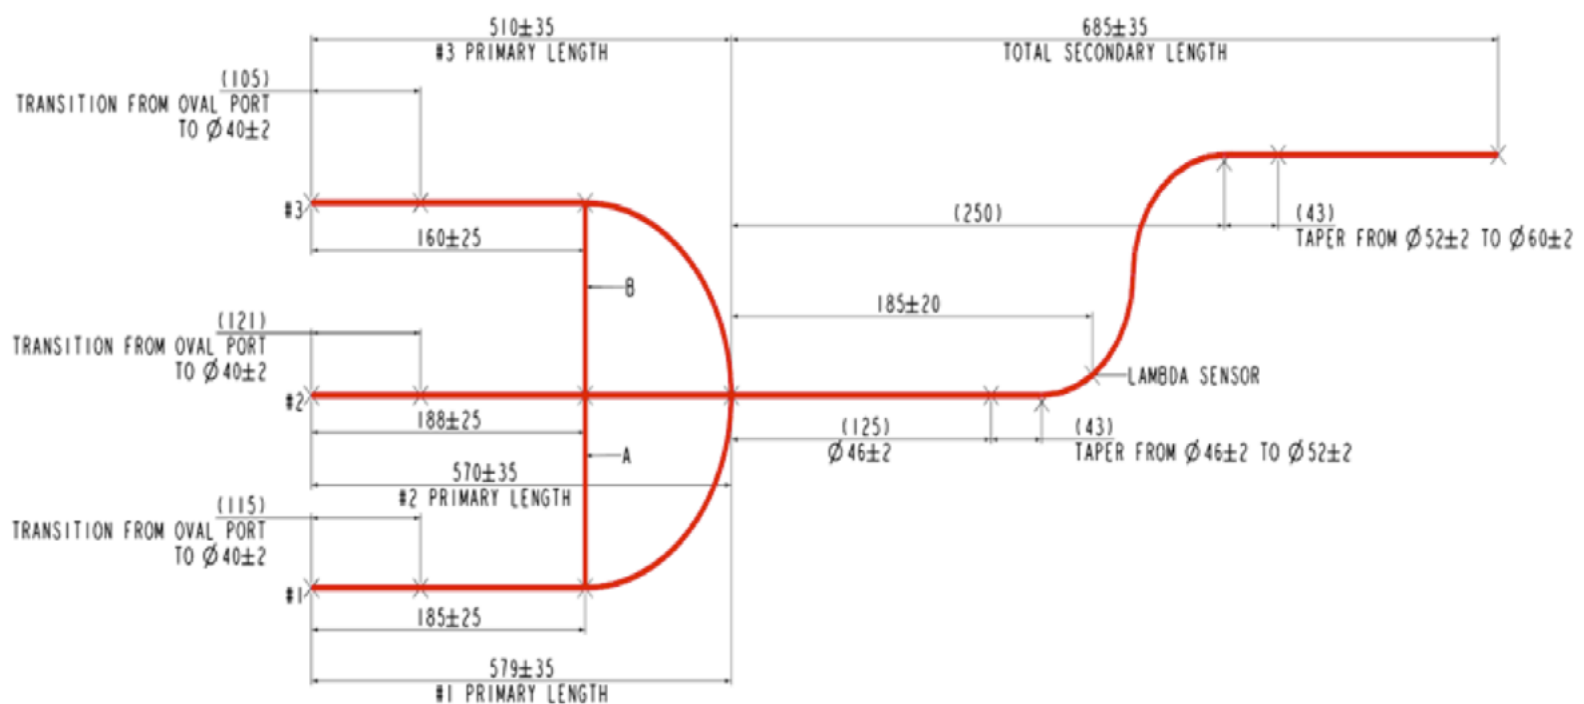 510±35
#3 PRIMARY LENGTH
685±35
TOTAL SECONDARY LENGTH
(105)
TRANSITION FROM OVAL PORT
TO Ø40±2
#3
160±25
(250)
(43)
TAPER FROM Ø52±2 TO Ø60±2
B
185±20
(121)
TRANSITION FROM OVAL PORT
TO Ø40±2
LAMBDA SENSOR
#2
188±25
(125)
Ø46±2
(43)
TAPER FROM Ø46±2 TO Ø52±2
A
570±35
#2 PRIMARY LENGTH
(115)
TRANSITION FROM OVAL PORT
TO Ø40±2
#1
185±25
579±35
#1 PRIMARY LENGTH